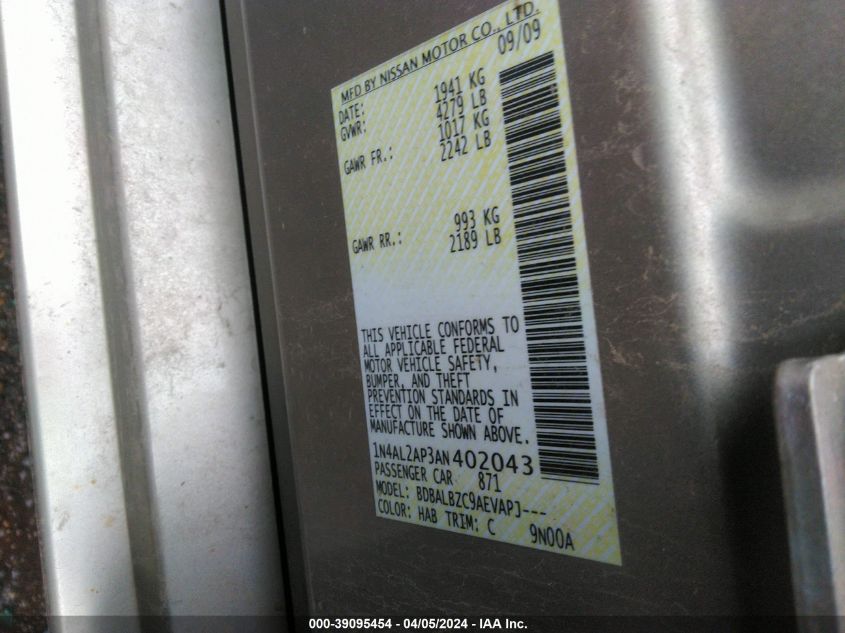 MFD BY NISSAN MOTOR CO., LTD.
DATE: 09/09
GVWR: 1941 KG
4279 LB
GAWR FR.: 1017 KG
2242 LB
GAWR RR.: 993 KG
2189 LB
THIS VEHICLE CONFORMS TO
ALL APPLICABLE FEDERAL
MOTOR VEHICLE SAFETY,
BUMPER, AND THEFT
PREVENTION STANDARDS IN
EFFECT ON THE DATE OF
MANUFACTURE SHOWN ABOVE.
1N4AL2AP3AN402043
PASSENGER CAR 871
MODEL: BDBALBZC9AEVAPJ---
COLOR: HAB TRIM: C 9N00A
000-39095454 - 04/05/2024 - IAA Inc.